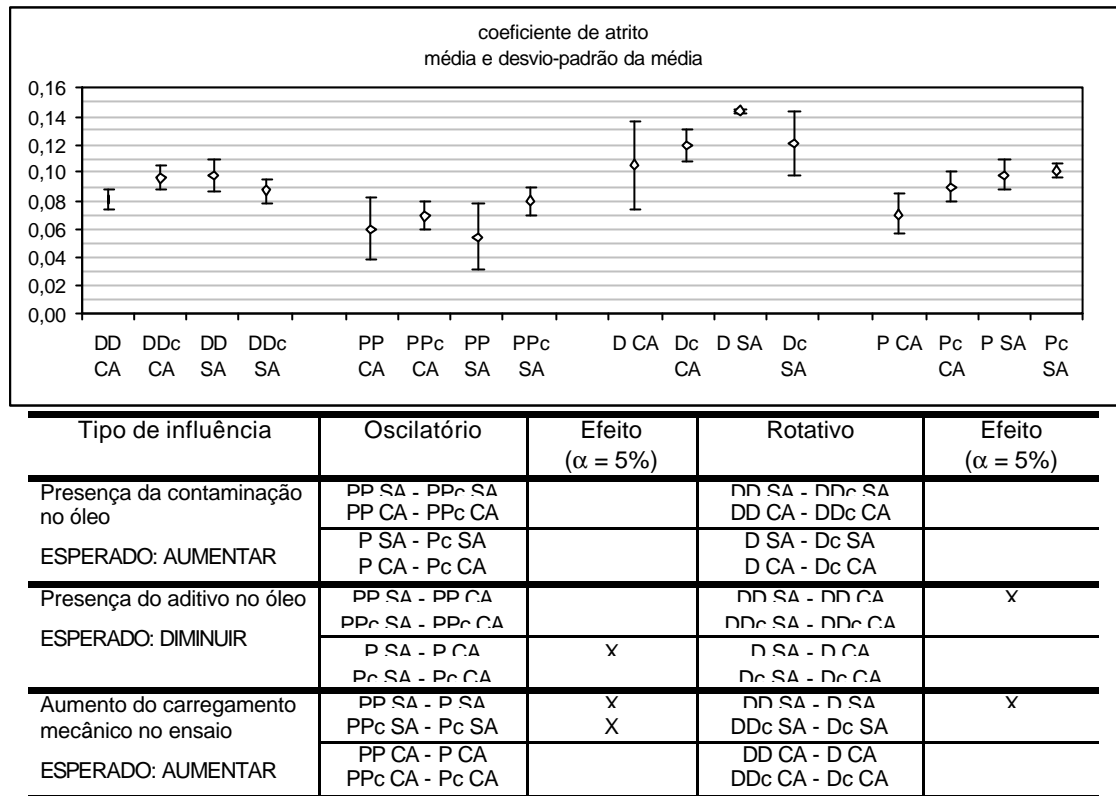 coeficiente de atrito
média e desvio-padrão da média
0,16
0,14
0,12
0,10
0,08
0,06
0,04
0,02
0,00
DD CA DDc CA DD SA DDc SA PP CA PPc CA PP SA PPc SA D CA Dc CA D SA Dc SA P CA Pc CA P SA Pc SA
Tipo de influência Oscilatório Efeito (α = 5%) Rotativo Efeito (α = 5%)
Presença da contaminação no óleo
ESPERADO: AUMENTAR
PP SA - PPc SA DD SA - DDc SA
PP CA - PPc CA DD CA - DDc CA
P SA - Pc SA D SA - Dc SA
P CA - Pc CA D CA - Dc CA
Presença do aditivo no óleo
ESPERADO: DIMINUIR
PP SA - PP CA DD SA - DD CA X
PPc SA - PPc CA DDc SA - DDc CA
P SA - P CA X D SA - D CA
Pc SA - Pc CA Dc SA - Dc CA
Aumento do carregamento mecânico no ensaio
ESPERADO: AUMENTAR
PP SA - P SA X DD SA - D SA X
PPc SA - Pc SA X DDc SA - Dc SA
PP CA - P CA DD CA - D CA
PPc CA - Pc CA DDc CA - Dc CA